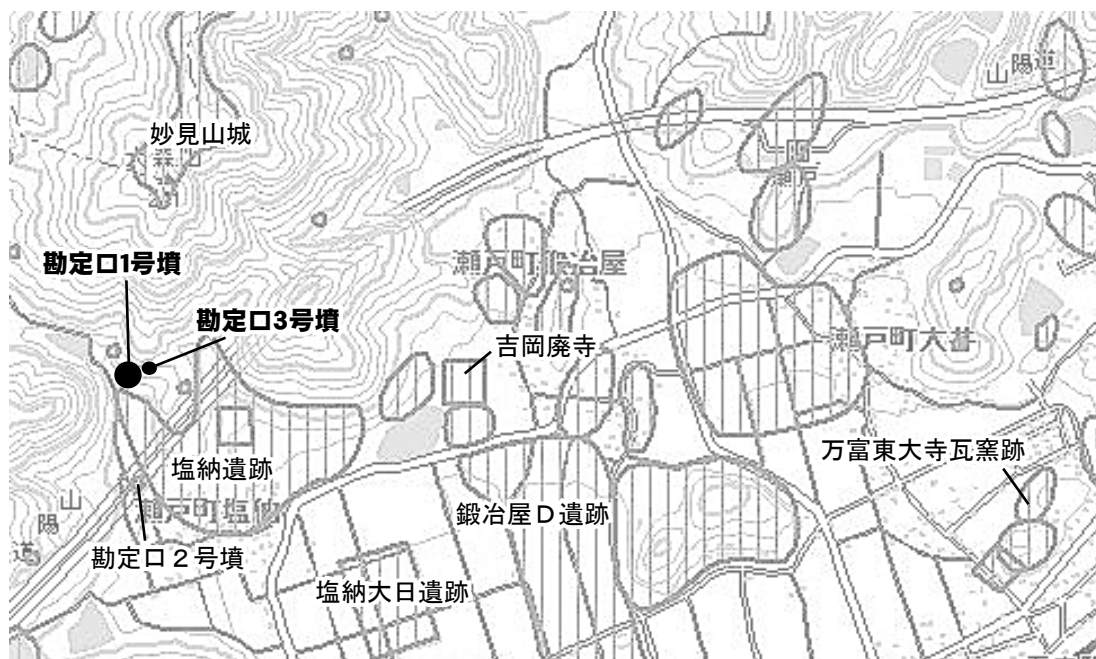 山陽道
妙見山城
瀬戸
瀬戸町鍛冶屋
勘定口1号墳
勘定口3号墳
吉岡廃寺
瀬戸町大井
万富東大寺瓦窯跡
塩納遺跡
山陽道
瀬戸町塩納
鍛冶屋D遺跡
勘定口２号墳
塩納大日遺跡